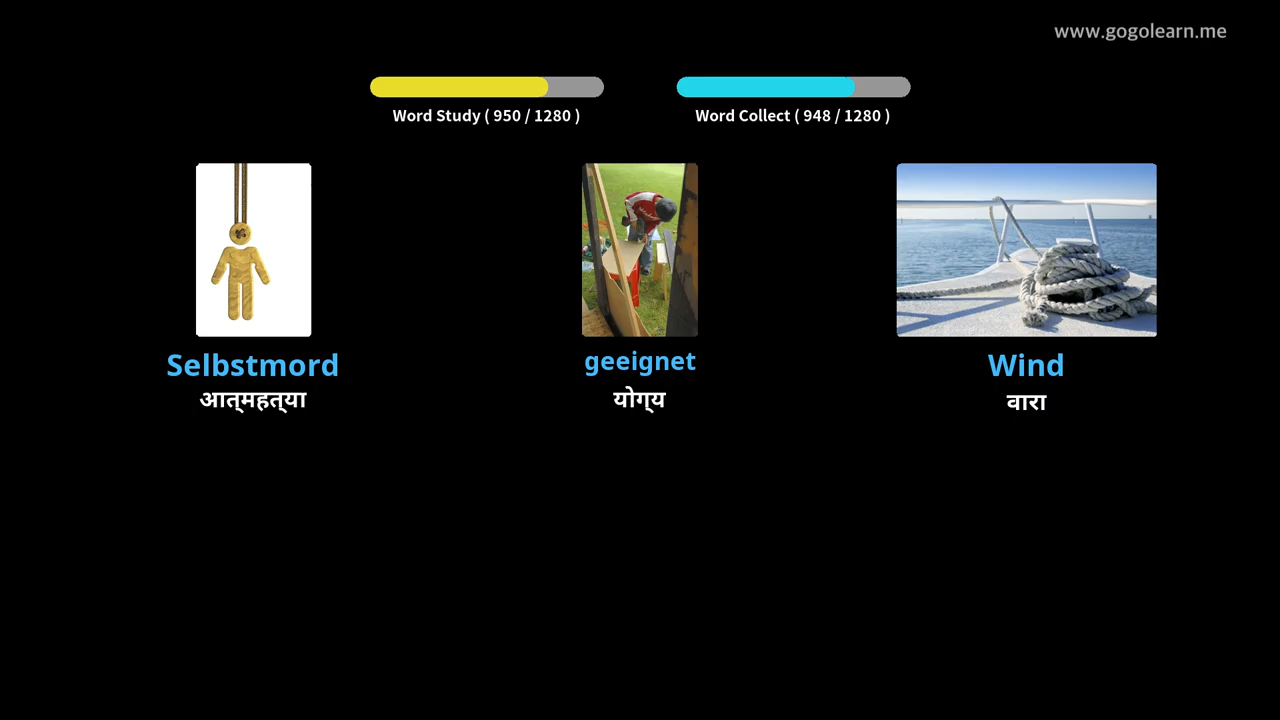 www.gogolearn.me
Word Study ( 950 / 1280 )
Word Collect ( 948 / 1280 )
Selbstmord
आत्महत्या
geeignet
योग्य
Wind
वारा